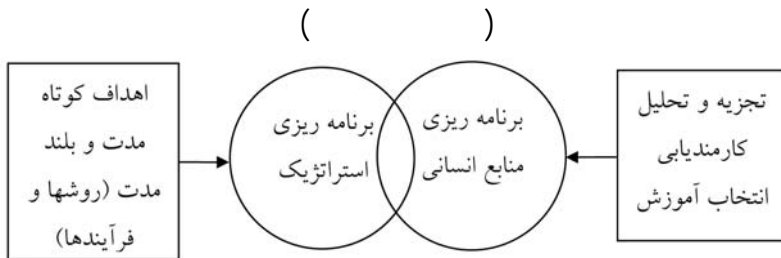 ( )
تجزیه و تحلیل
کارمندیابی
انتخاب آموزش
برنامه ریزی
منابع انسانی
برنامه ریزی
استراتژیک
اهداف کوتاه
مدت و بلند
مدت (روشها و
فرآیندها)